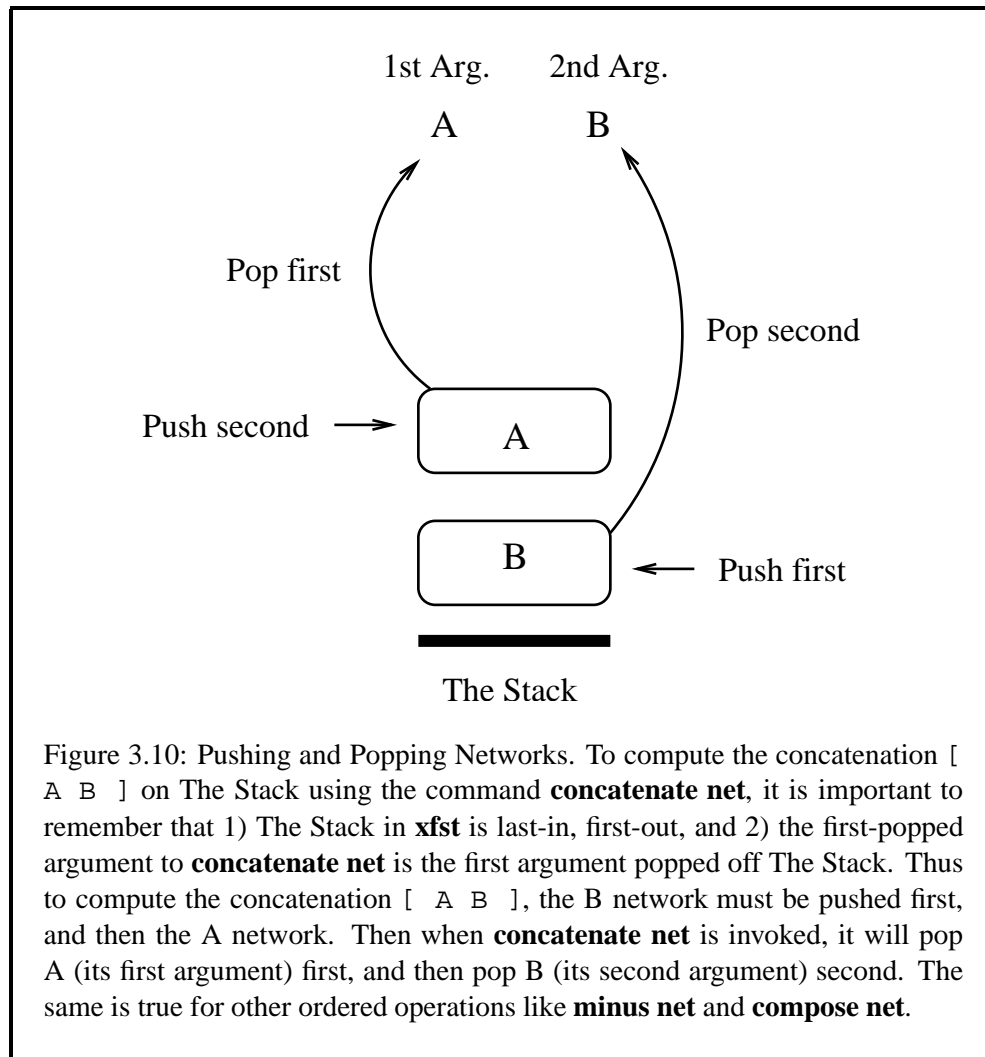 1st Arg. 2nd Arg.
A B
Pop first
Pop second
Push second
A
B
Push first
The Stack
Figure 3.10: Pushing and Popping Networks. To compute the concatenation [
A B ] on The Stack using the command concatenate net, it is important to
remember that 1) The Stack in xfst is last-in, first-out, and 2) the first-popped
argument to concatenate net is the first argument popped off The Stack. Thus
to compute the concatenation [ A B ], the B network must be pushed first,
and then the A network. Then when concatenate net is invoked, it will pop
A (its first argument) first, and then pop B (its second argument) second. The
same is true for other ordered operations like minus net and compose net.